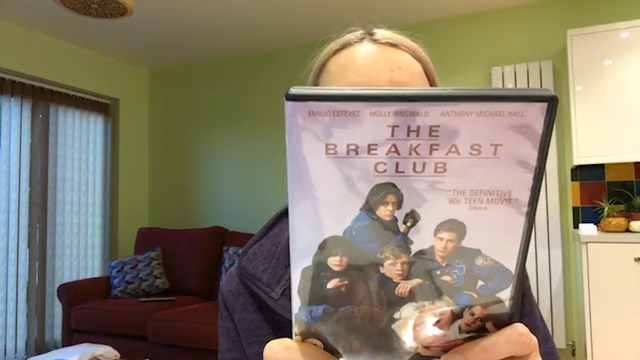 EMILIO ESTEVEZ MOLLY RINGWALD ANTHONY MICHAEL HALL
THE
BREAKFAST
CLUB
"THE DEFINITIVE
'80s TEEN MOVIE"
Empire